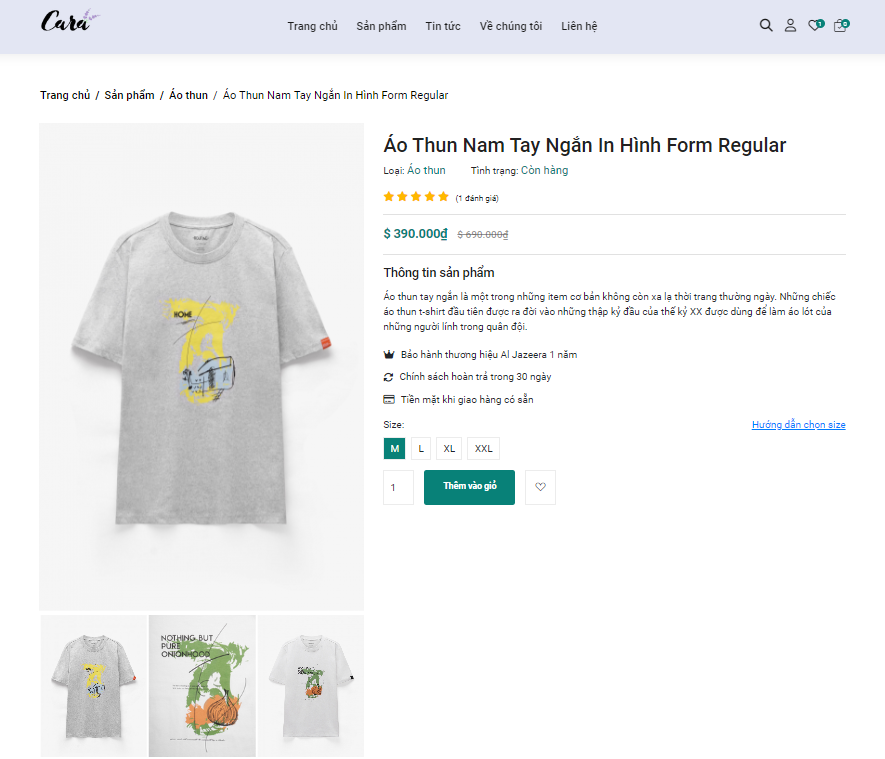 Cara
Trang chủ Sản phẩm Tin tức Về chúng tôi Liên hệ
1
Trang chủ / Sản phẩm / Áo thun / Áo Thun Nam Tay Ngắn In Hình Form Regular
Áo Thun Nam Tay Ngắn In Hình Form Regular
Loại: Áo thun Tình trạng: Còn hàng
(1 đánh giá)
$ 390.000₫ $ 690.000₫
Thông tin sản phẩm
Áo thun tay ngắn là một trong những item cơ bản không còn xa lạ thời trang thường ngày. Những chiếc
áo thun t-shirt đầu tiên được ra đời vào những thập kỷ đầu của thế kỷ XX được dùng để làm áo lót của
những người lính trong quân đội.
Bảo hành thương hiệu Al Jazeera 1 năm
Chính sách hoàn trả trong 30 ngày
Tiền mặt khi giao hàng có sẵn
Size: Hướng dẫn chọn size
M L XL XXL
1 Thêm vào giỏ
HOME
NOTHING BUT
PURE
ONIONHOOD